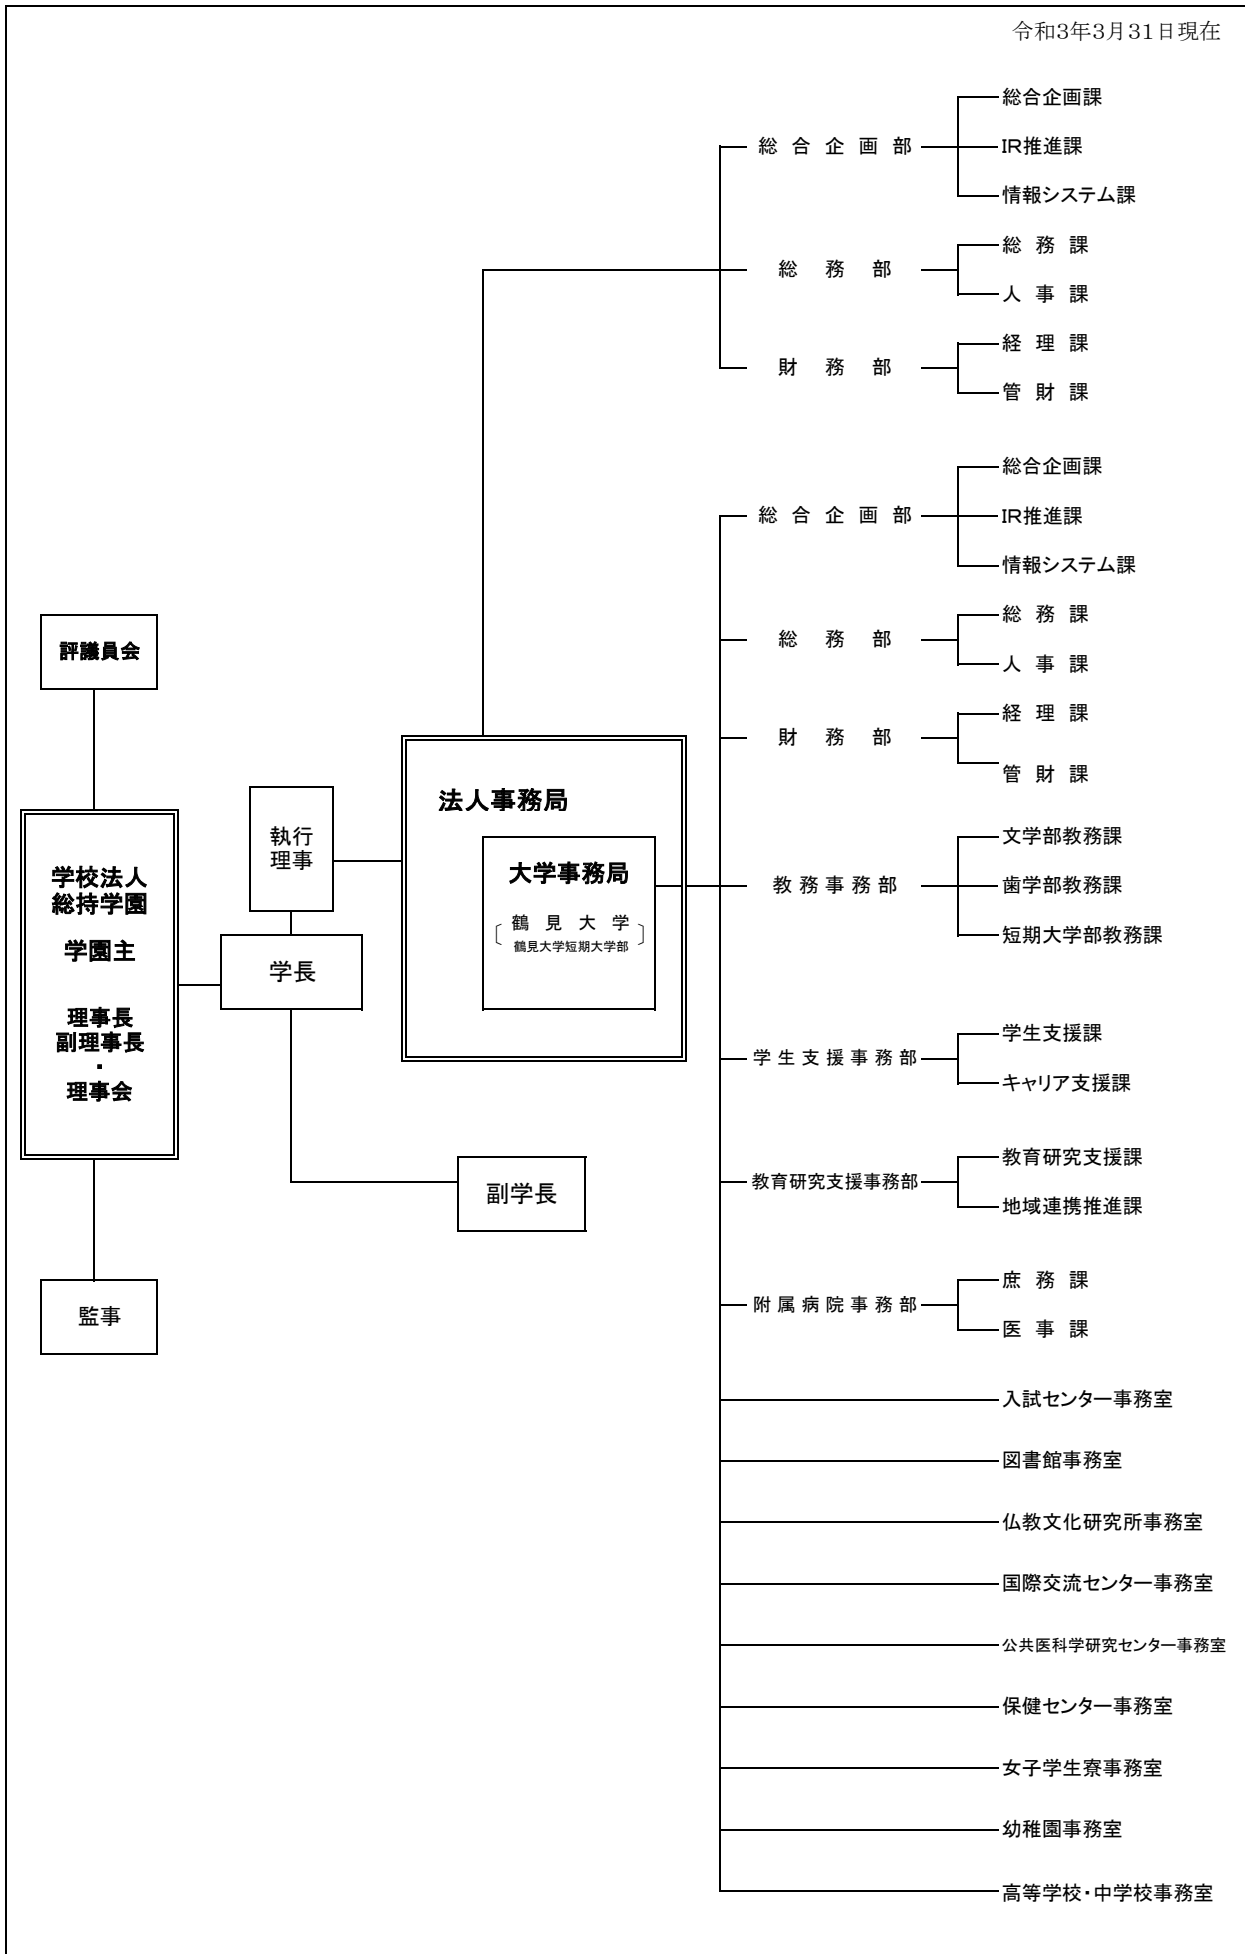 令和3年3月31日現在
総合企画課
総合企画部
IR推進課
情報システム課
総務課
総務部
人事課
経理課
財務部
管財課
総合企画課
総合企画部
IR推進課
情報システム課
総務課
総務部
人事課
経理課
財務部
管財課
文学部教務課
教務事務部
歯学部教務課
短期大学部教務課
学生支援課
学生支援事務部
キャリア支援課
教育研究支援課
教育研究支援事務部
地域連携推進課
庶務課
附属病院事務部
医事課
入試センター事務室
図書館事務室
仏教文化研究所事務室
国際交流センター事務室
公共医科学研究センター事務室
保健センター事務室
女子学生寮事務室
幼稚園事務室
高等学校・中学校事務室
評議員会
学校法人
総持学園
学園主
理事長
副理事長
・
理事会
監事
執行
理事
学長
副学長
法人事務局
大学事務局
〔鶴見大学
鶴見大学短期大学部〕